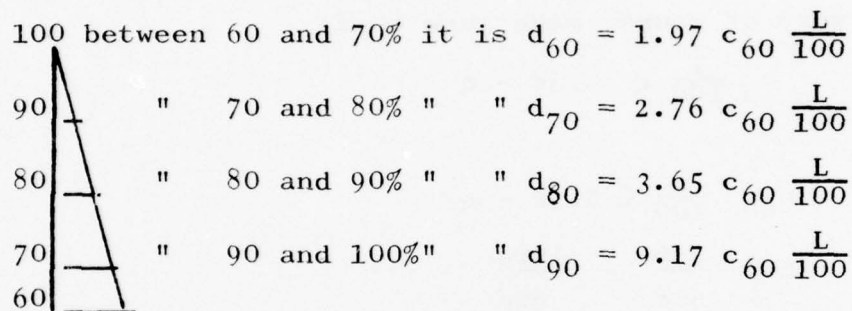 100 between 60 and 70% it is d₆₀ = 1.97 c₆₀ L/100
90 " 70 and 80% " " d₇₀ = 2.76 c₆₀ L/100
80 " 80 and 90% " " d₈₀ = 3.65 c₆₀ L/100
70 " 90 and 100%" " d₉₀ = 9.17 c₆₀ L/100
60